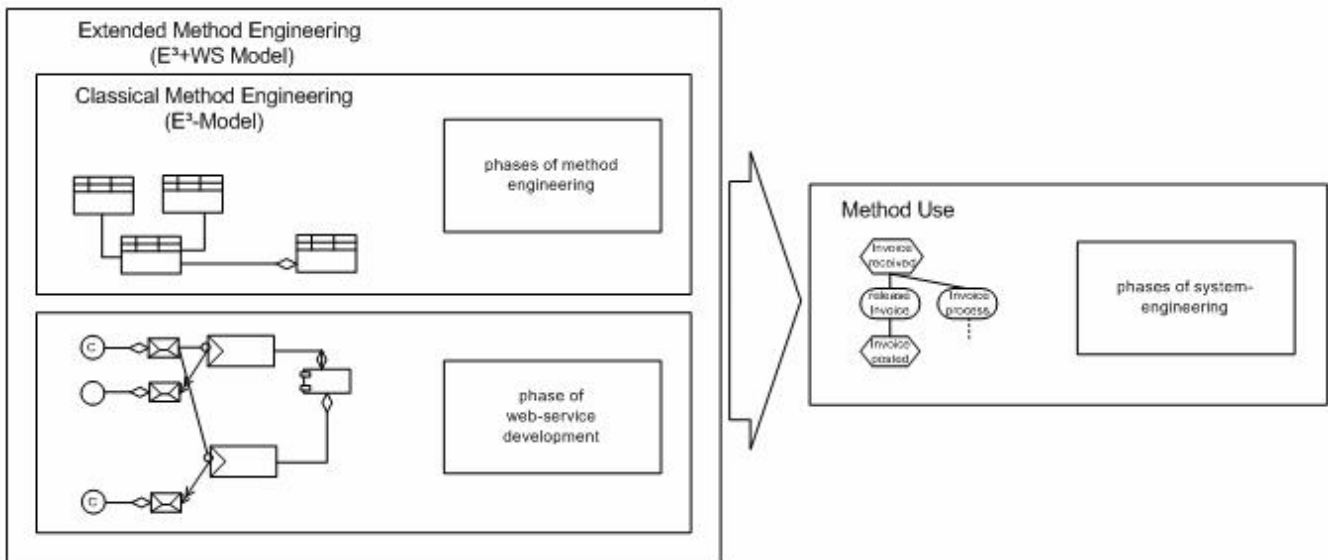 Extended Method Engineering
(E³+WS Model)
Classical Method Engineering
(E³-Model)
phases of method
engineering
C
phase of
web-service
development
C
Method Use
Invoice
received
release
Invoice
Invoice
process
Invoice
posted
phases of system-
engineering